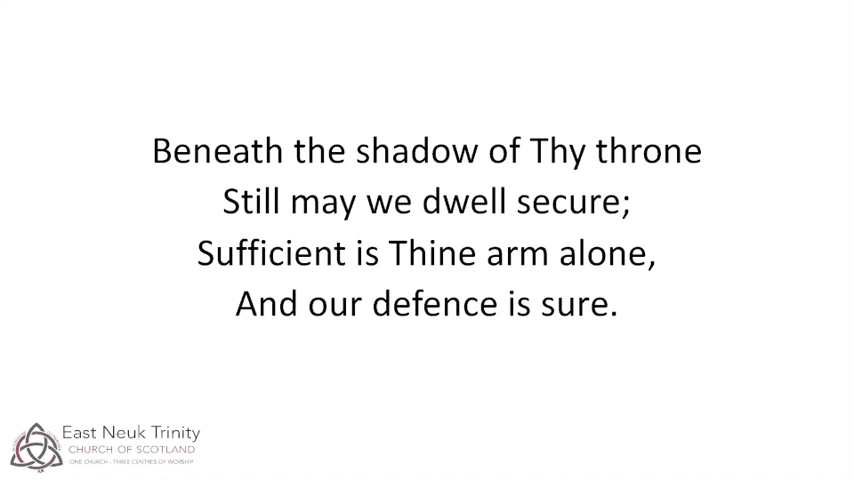 Beneath the shadow of Thy throne
Still may we dwell secure;
Sufficient is Thine arm alone,
And our defence is sure.
East Neuk Trinity
CHURCH OF SCOTLAND
ONE CHURCH - THREE CENTRES OF WORSHIP